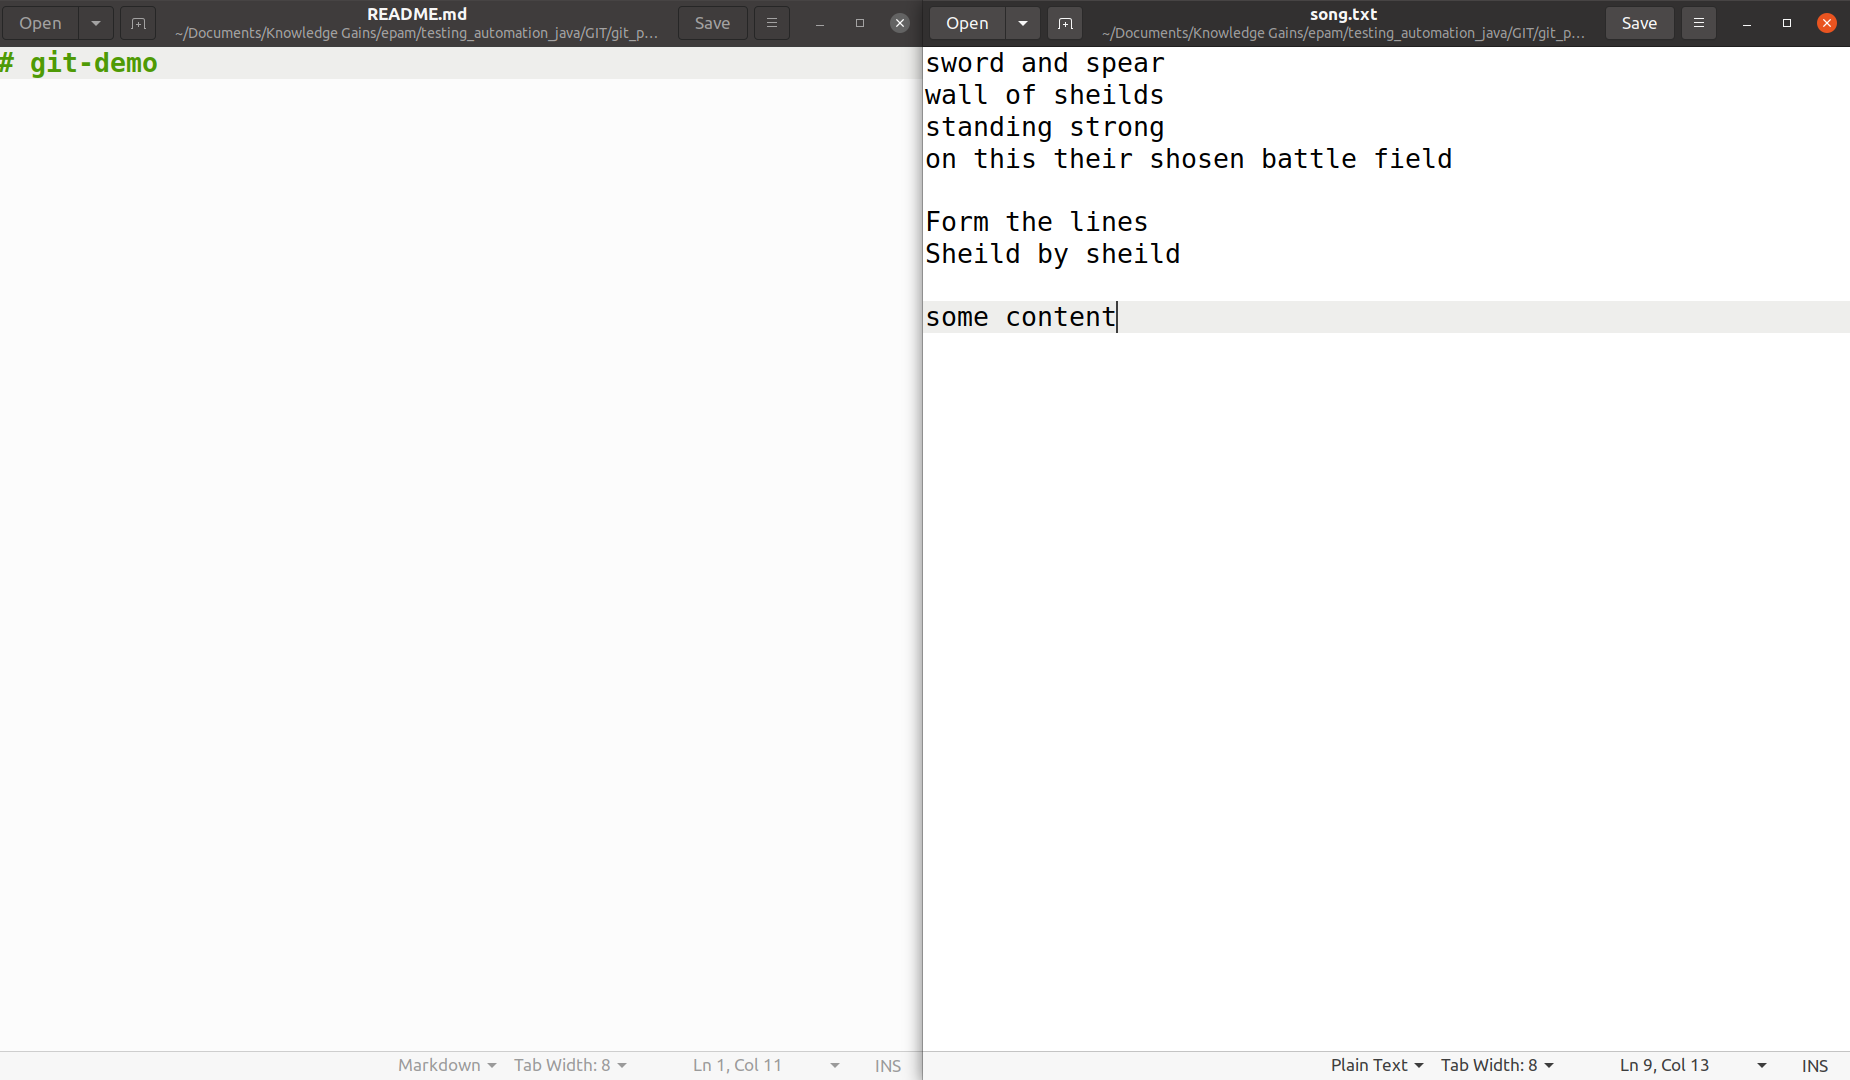 Open
README.md
~/Documents/Knowledge Gains/epam/testing_automation_java/GIT/git_p...
Save
# git-demo
Markdown
Tab Width: 8
Ln 1, Col 11
INS
Open
song.txt
~/Documents/Knowledge Gains/epam/testing_automation_java/GIT/git_p...
Save
sword and spear
wall of sheilds
standing strong
on this their shosen battle field
Form the lines
Sheild by sheild
some content
Plain Text
Tab Width: 8
Ln 9, Col 13
INS